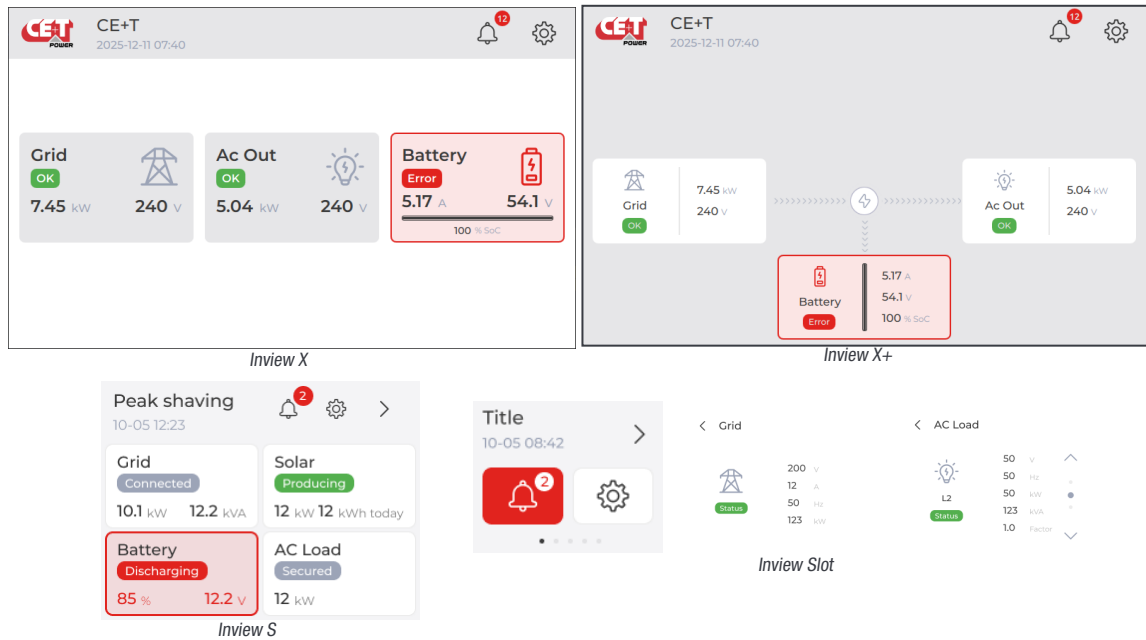 CE+T
POWER
CE+T
2025-12-11 07:40
12
Grid
OK
7.45 kW 240 V
Ac Out
OK
5.04 kW 240 V
Battery
Error
5.17 A 54.1 V
100 % SoC
Inview X
CE+T
POWER
CE+T
2025-12-11 07:40
12
Grid
OK
7.45 kW
240 V
Ac Out
OK
5.04 kW
240 V
Battery
Error
5.17 A
54.1 V
100 % SoC
Inview X+
Peak shaving
10-05 12:23
2
Grid
Connected
10.1 kW 12.2 kVA
Solar
Producing
12 kW 12 kWh today
Battery
Discharging
85 % 12.2 V
AC Load
Secured
12 kW
Inview S
Title
10-05 08:42
2
Grid
Status
200 V
12 A
50 Hz
123 kW
AC Load
L2
Status
50 V
50 Hz
50 kW
123 kVA
1.0 Factor
Inview Slot